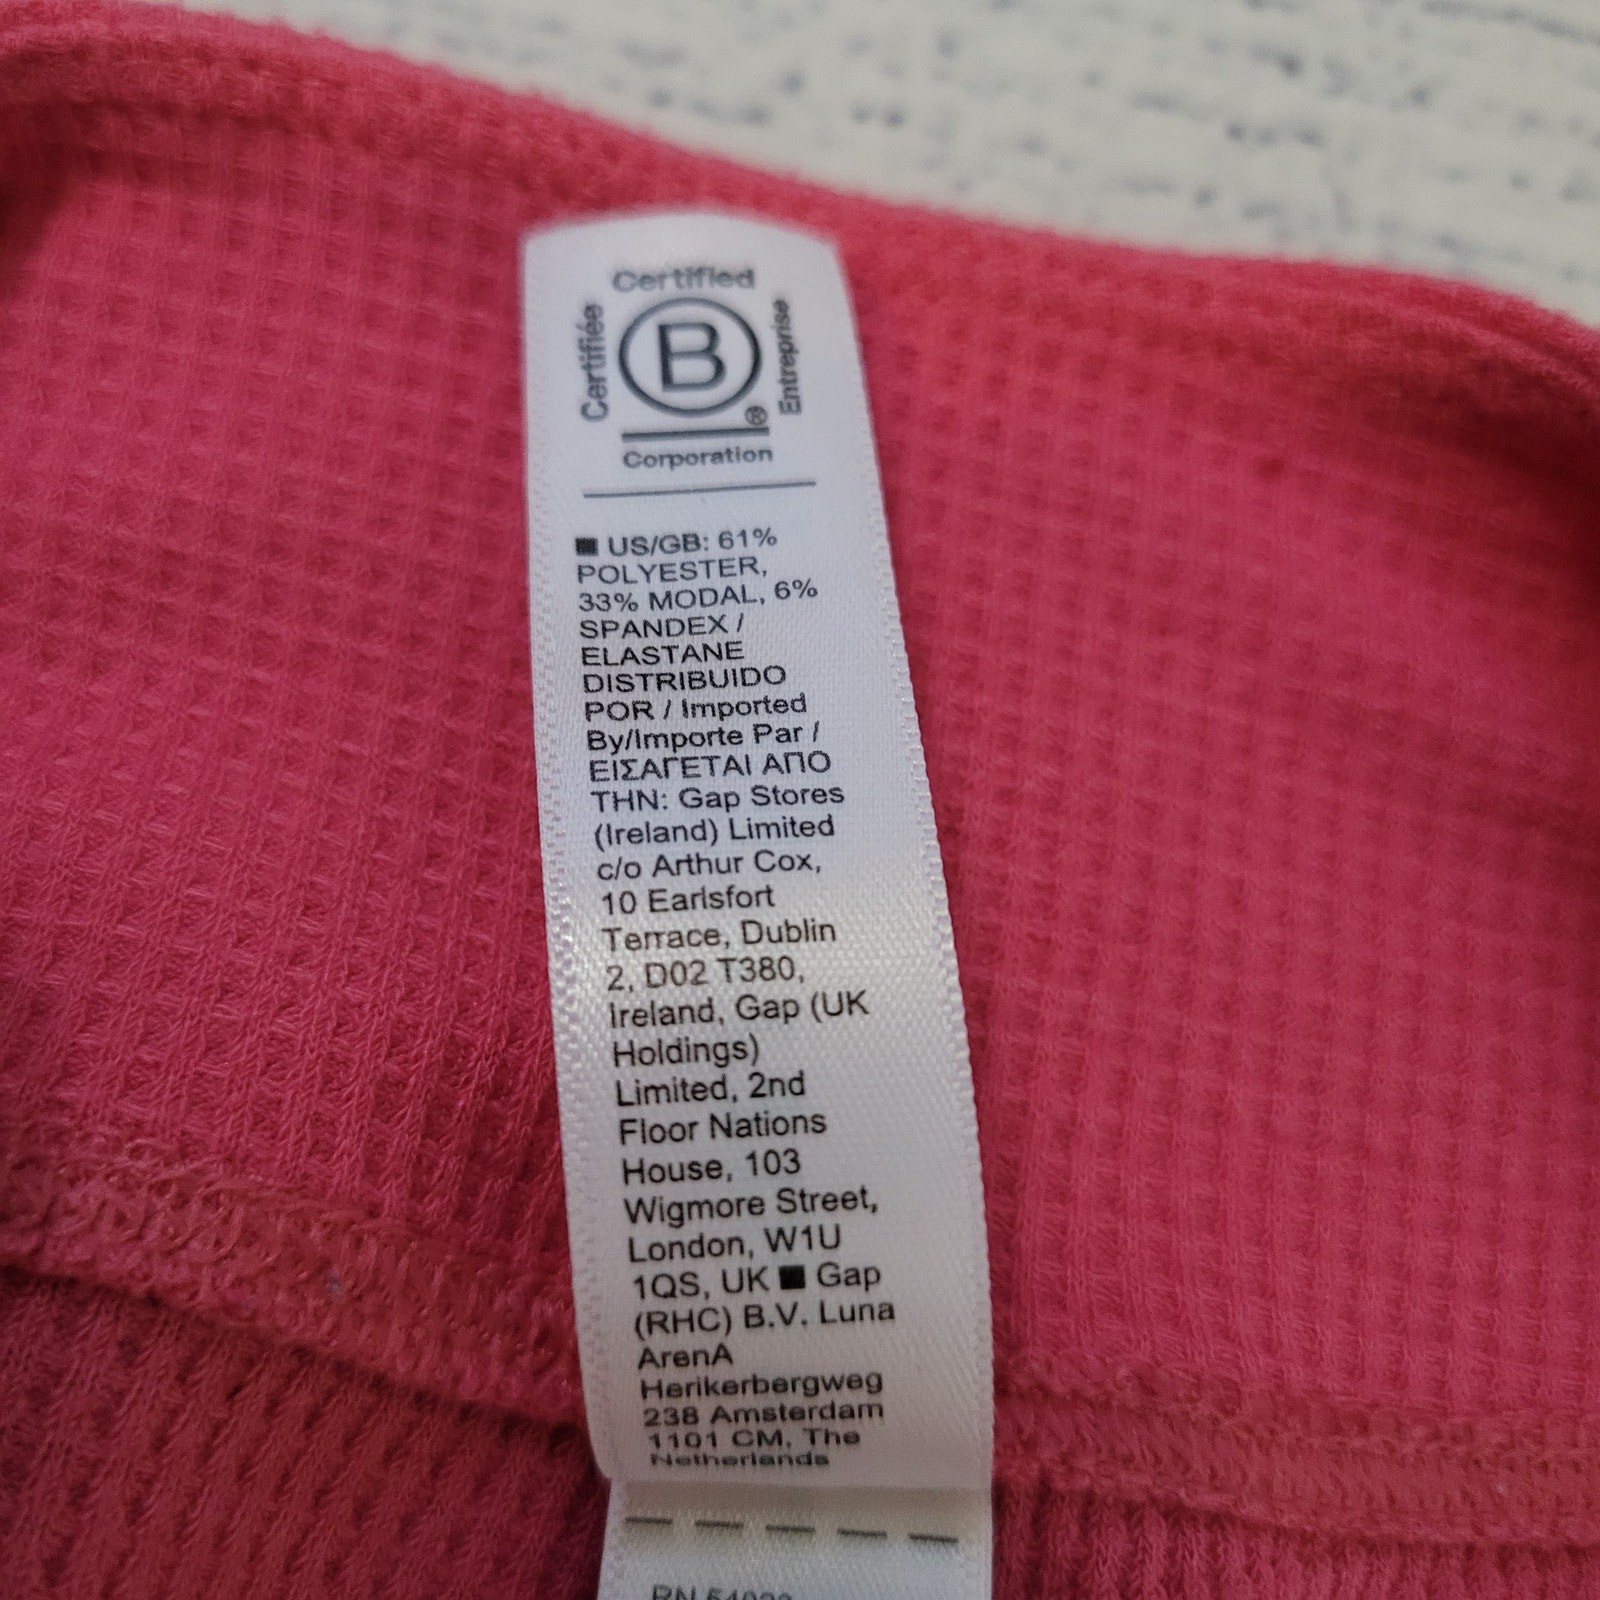 Certified
Certifiée
B
Entreprise
®
Corporation
■ US/GB: 61%
POLYESTER,
33% MODAL, 6%
SPANDEX /
ELASTANE
DISTRIBUIDO
POR / Imported
By/Importe Par /
ΕΙΣΑΓΕΤΑΙ ΑΠΟ
THN: Gap Stores
(Ireland) Limited
c/o Arthur Cox,
10 Earlsfort
Terrace, Dublin
2, D02 T380,
Ireland, Gap (UK
Holdings)
Limited, 2nd
Floor Nations
House, 103
Wigmore Street,
London, W1U
1QS, UK ■ Gap
(RHC) B.V. Luna
ArenA
Herikerbergweg
238 Amsterdam
1101 CM, The
Netherlands
RN